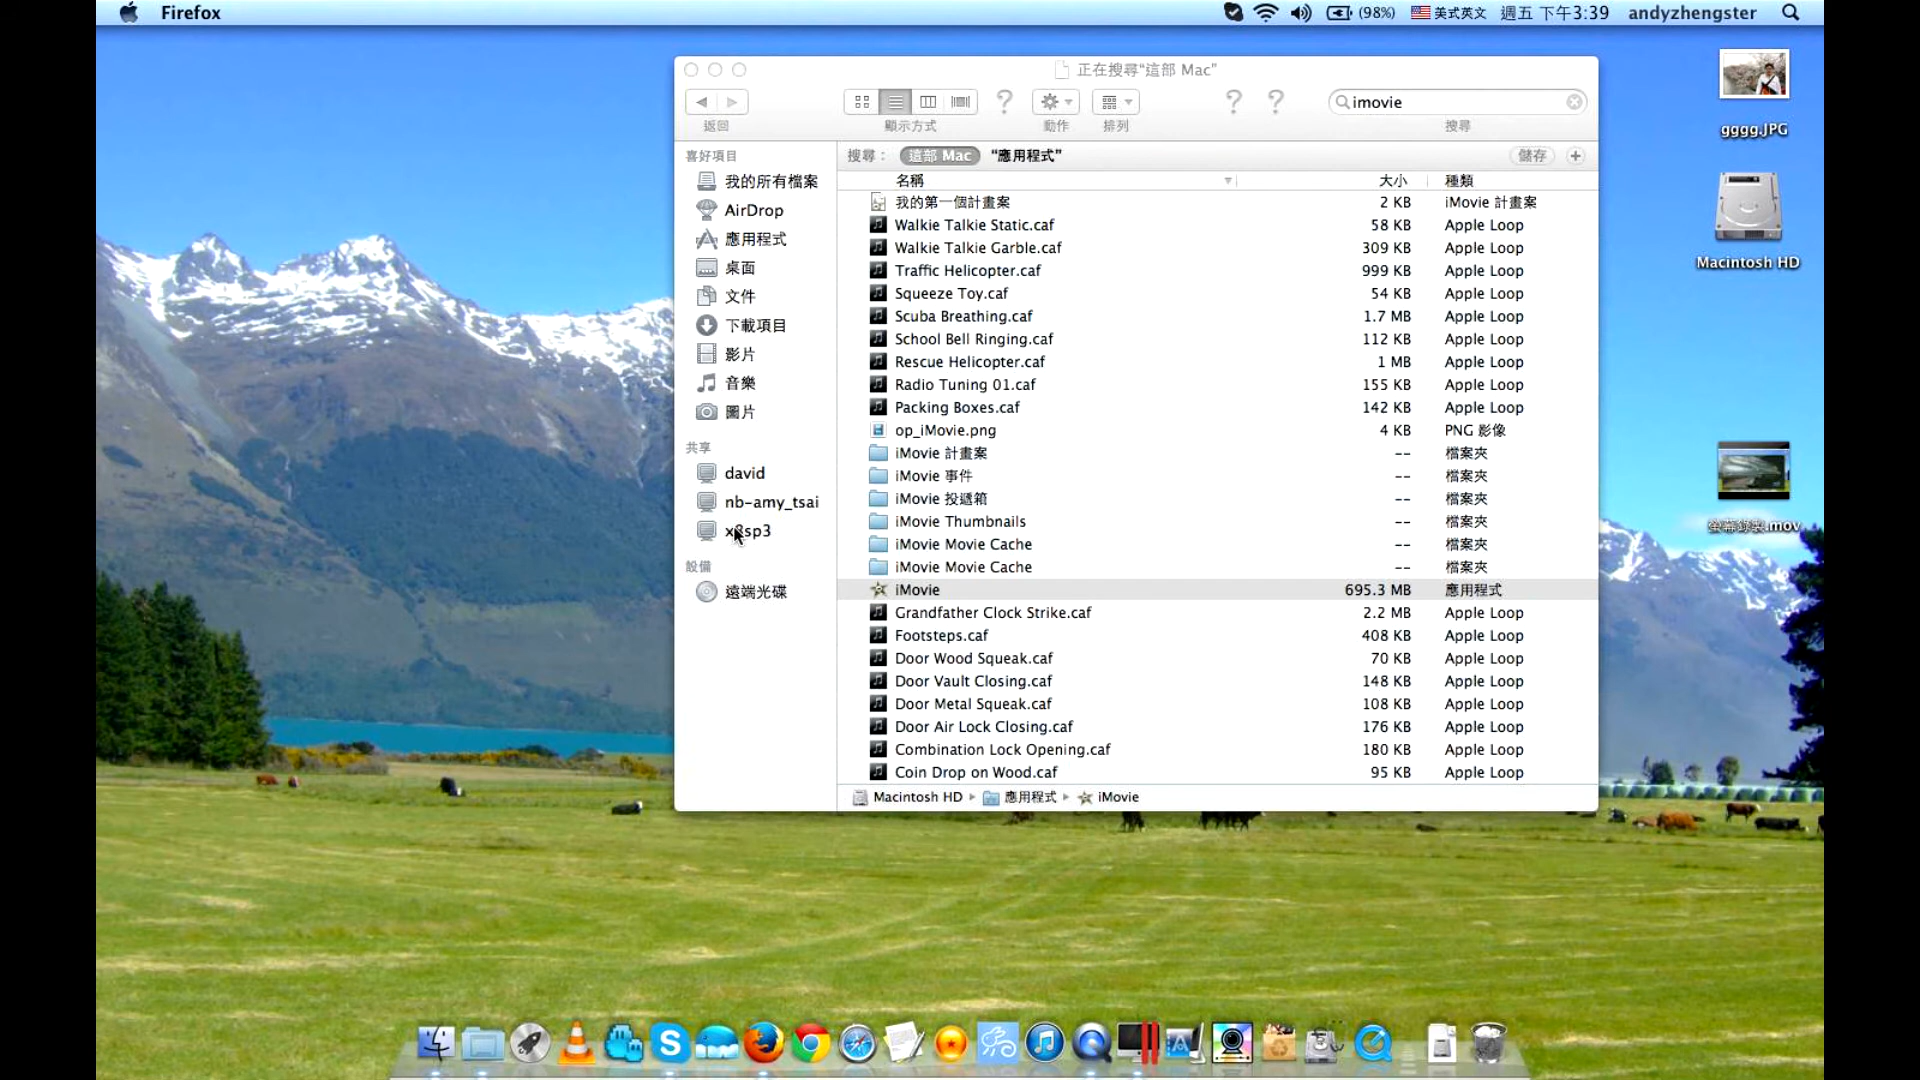 Firefox
(98%) 美式英文 週五 下午3:39 andyzhengster
正在搜尋“這部 Mac”
imovie
返回 顯示方式 動作 排列 搜尋
搜尋： 這部 Mac “應用程式” 儲存
名稱 大小 種類
喜好項目
我的所有檔案
AirDrop
應用程式
桌面
文件
下載項目
影片
音樂
圖片
共享
david
nb-amy_tsai
設備
遠端光碟
我的第一個計畫案 2 KB iMovie 計畫案
Walkie Talkie Static.caf 58 KB Apple Loop
Walkie Talkie Garble.caf 309 KB Apple Loop
Traffic Helicopter.caf 999 KB Apple Loop
Squeeze Toy.caf 54 KB Apple Loop
Scuba Breathing.caf 1.7 MB Apple Loop
School Bell Ringing.caf 112 KB Apple Loop
Rescue Helicopter.caf 1 MB Apple Loop
Radio Tuning 01.caf 155 KB Apple Loop
Packing Boxes.caf 142 KB Apple Loop
op_iMovie.png 4 KB PNG 影像
iMovie 計畫案 -- 檔案夾
iMovie 事件 -- 檔案夾
iMovie 投遞箱 -- 檔案夾
iMovie Thumbnails -- 檔案夾
iMovie Movie Cache -- 檔案夾
iMovie Movie Cache -- 檔案夾
iMovie 695.3 MB 應用程式
Grandfather Clock Strike.caf 2.2 MB Apple Loop
Footsteps.caf 408 KB Apple Loop
Door Wood Squeak.caf 70 KB Apple Loop
Door Vault Closing.caf 148 KB Apple Loop
Door Metal Squeak.caf 108 KB Apple Loop
Door Air Lock Closing.caf 176 KB Apple Loop
Combination Lock Opening.caf 180 KB Apple Loop
Coin Drop on Wood.caf 95 KB Apple Loop
Macintosh HD ▸ 應用程式 ▸ iMovie
gggg.JPG
Macintosh HD
螢幕錄製.mov